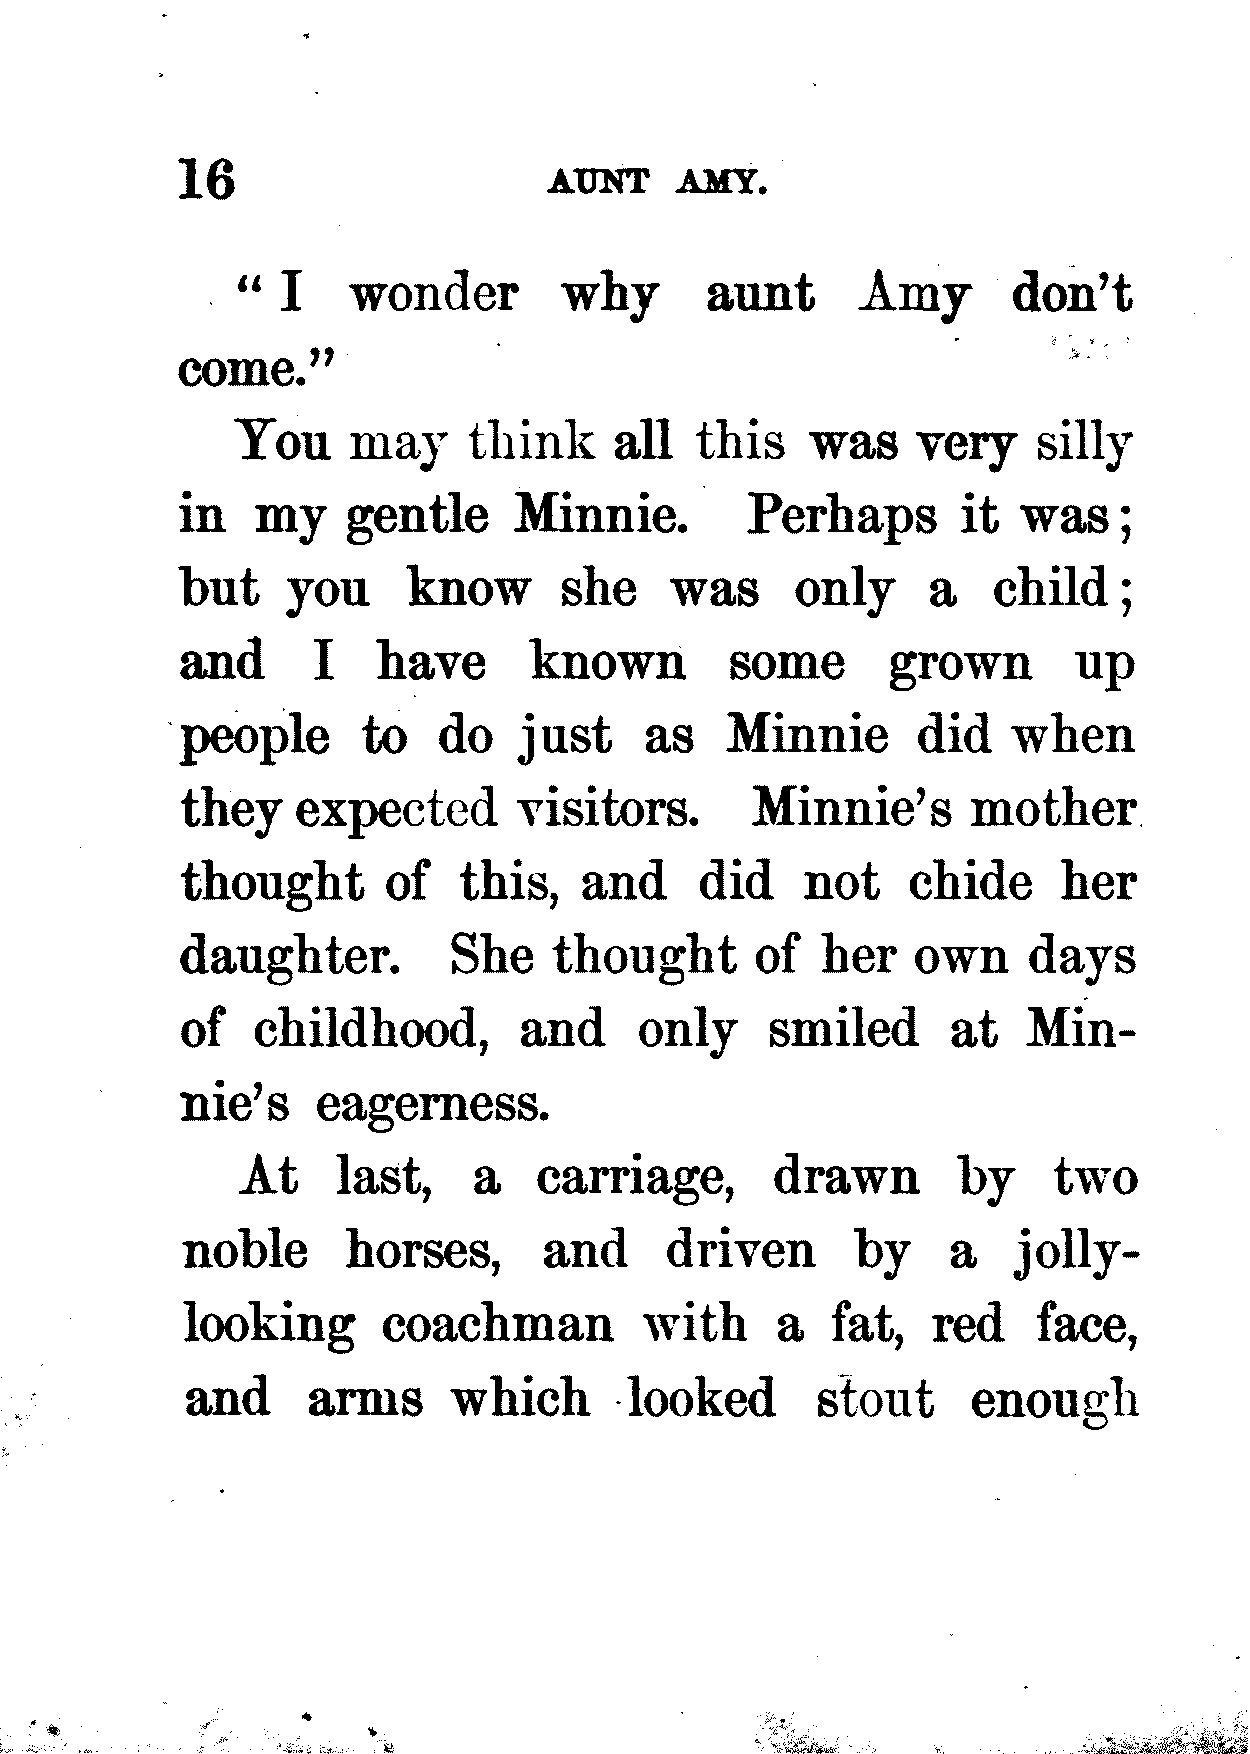 16 AUNT AMY.
“ I wonder why aunt Amy don’t
come.”
You may think all this was very silly
in my gentle Minnie. Perhaps it was ;
but you know she was only a child ;
and I have known some grown up
people to do just as Minnie did when
they expected visitors. Minnie’s mother
thought of this, and did not chide her
daughter. She thought of her own days
of childhood, and only smiled at Min-
nie’s eagerness.
At last, a carriage, drawn by two
noble horses, and driven by a jolly-
looking coachman with a fat, red face,
and arms which looked stout enough